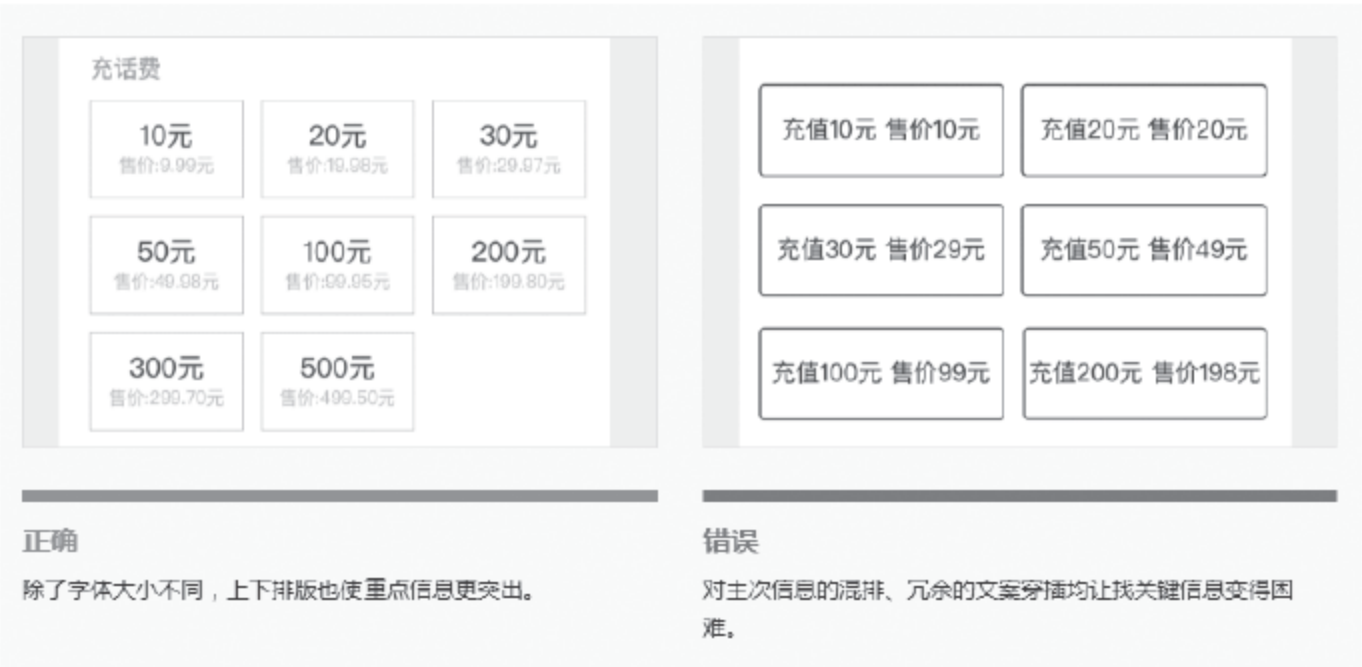 充话费
10元 20元 30元
售价:9.99元 售价:19.98元 售价:29.97元
50元 100元 200元
售价:49.98元 售价:99.95元 售价:199.80元
300元 500元
售价:299.70元 售价:499.50元
正确
除了字体大小不同，上下排版也使重点信息更突出。
充值10元 售价10元 充值20元 售价20元
充值30元 售价29元 充值50元 售价49元
充值100元 售价99元 充值200元 售价198元
错误
对主次信息的混排、冗余的文案穿插均让找关键信息变得困
难。